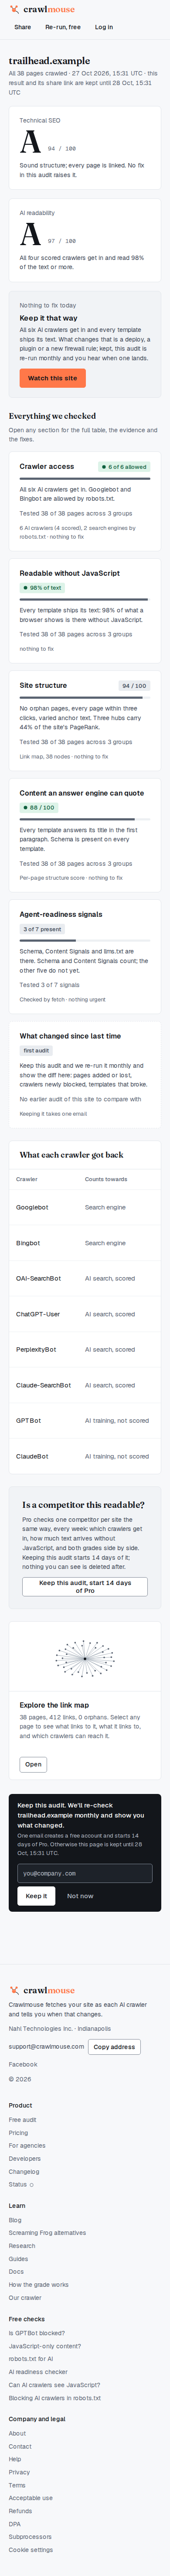 crawlmouse
Share Re-run, free Log in
trailhead.example
All 38 pages crawled · 27 Oct 2026, 15:31 UTC · this
result and its share link are kept until 28 Oct, 15:31
UTC
Technical SEO
A 94 / 100
Sound structure; every page is linked. No fix
in this audit raises it.
AI readability
A 97 / 100
All four scored crawlers get in and read 98%
of the text or more.
Nothing to fix today
Keep it that way
All six AI crawlers get in and every template
ships its text. What changes that is a deploy, a
plugin or a new firewall rule; kept, this audit is
re-run monthly and you hear when one lands.
Watch this site
Everything we checked
Open any section for the full table, the evidence and
the fixes.
Crawler access 6 of 6 allowed
All six AI crawlers get in. Googlebot and
Bingbot are allowed by robots.txt.
Tested 38 of 38 pages across 3 groups
6 AI crawlers (4 scored), 2 search engines by
robots.txt · nothing to fix
Readable without JavaScript
98% of text
Every template ships its text: 98% of what a
browser shows is there without JavaScript.
Tested 38 of 38 pages across 3 groups
nothing to fix
Site structure 94 / 100
No orphan pages, every page within three
clicks, varied anchor text. Three hubs carry
44% of the site's PageRank.
Tested 38 of 38 pages across 3 groups
Link map, 38 nodes · nothing to fix
Content an answer engine can quote
88 / 100
Every template answers its title in the first
paragraph. Schema is present on every
template.
Tested 38 of 38 pages across 3 groups
Per-page structure score · nothing to fix
Agent-readiness signals
3 of 7 present
Schema, Content Signals and llms.txt are
there. Schema and Content Signals count; the
other five do not yet.
Tested 3 of 7 signals
Checked by fetch · nothing urgent
What changed since last time
first audit
Keep this audit and we re-run it monthly and
show the diff here: pages added or lost,
crawlers newly blocked, templates that broke.
No earlier audit of this site to compare with
Keeping it takes one email
What each crawler got back
Crawler Counts towards
Googlebot Search engine
Bingbot Search engine
OAI-SearchBot AI search, scored
ChatGPT-User AI search, scored
PerplexityBot AI search, scored
Claude-SearchBot AI search, scored
GPTBot AI training, not scored
ClaudeBot AI training, not scored
Is a competitor this readable?
Pro checks one competitor per site the
same way, every week: which crawlers get
in, how much text arrives without
JavaScript, and both grades side by side.
Keeping this audit starts 14 days of it;
nothing you can see is deleted after.
Keep this audit, start 14 days
of Pro
Explore the link map
38 pages, 412 links, 0 orphans. Select any
page to see what links to it, what it links to,
and which crawlers can reach it.
Open
Keep this audit. We'll re-check
trailhead.example monthly and show you
what changed.
One email creates a free account and starts 14
days of Pro. Otherwise this page is kept until 28
Oct, 15:31 UTC.
you@company.com
Keep it Not now
crawlmouse
Crawlmouse fetches your site as each AI crawler
and tells you when that changes.
Nahl Technologies Inc. · Indianapolis
support@crawlmouse.com Copy address
Facebook
© 2026
Product
Free audit
Pricing
For agencies
Developers
Changelog
Status
Learn
Blog
Screaming Frog alternatives
Research
Guides
Docs
How the grade works
Our crawler
Free checks
Is GPTBot blocked?
JavaScript-only content?
robots.txt for AI
AI readiness checker
Can AI crawlers see JavaScript?
Blocking AI crawlers in robots.txt
Company and legal
About
Contact
Help
Privacy
Terms
Acceptable use
Refunds
DPA
Subprocessors
Cookie settings